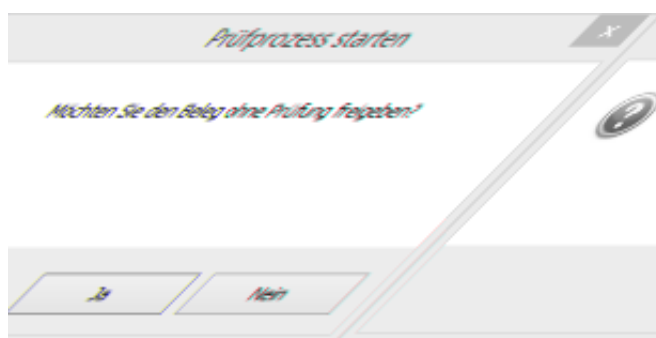 Prüfprozess starten
X
Möchten Sie den Beleg ohne Prüfung freigeben?
?
Ja
Nein